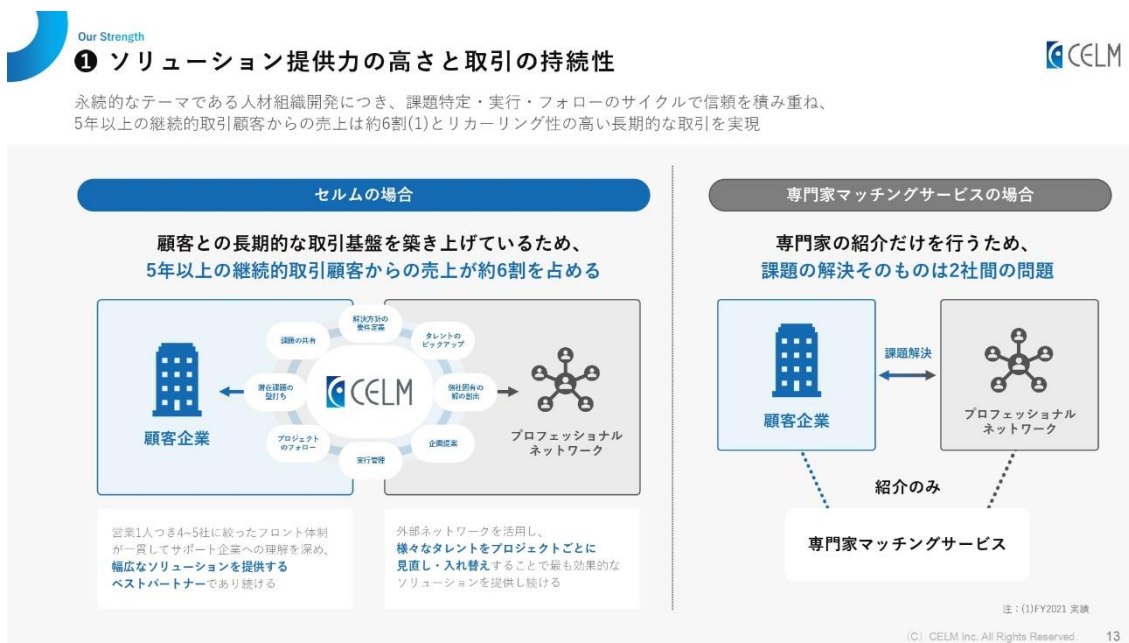 Our Strength
❶ ソリューション提供力の高さと取引の持続性
CELM
永続的なテーマである人材組織開発につき、課題特定・実行・フォローのサイクルで信頼を積み重ね、
5年以上の継続的取引顧客からの売上は約6割(1)とリカーリング性の高い長期的な取引を実現
セルムの場合
顧客との長期的な取引基盤を築き上げているため、
5年以上の継続的取引顧客からの売上が約6割を占める
解決方針の
要件定義
課題の共有
タレントの
ピックアップ
潜在課題の
壁打ち
CELM
個社固有の
解の創出
プロジェクト
のフォロー
企画提案
実行管理
顧客企業
プロフェッショナル
ネットワーク
営業1人つき4~5社に絞ったフロント体制
が一貫してサポート企業への理解を深め、
幅広なソリューションを提供する
ベストパートナーであり続ける
外部ネットワークを活用し、
様々なタレントをプロジェクトごとに
見直し・入れ替えすることで最も効果的な
ソリューションを提供し続ける
専門家マッチングサービスの場合
専門家の紹介だけを行うため、
課題の解決そのものは2社間の問題
課題解決
顧客企業
プロフェッショナル
ネットワーク
紹介のみ
専門家マッチングサービス
注：(1)FY2021 実績
（C）CELM Inc. All Rights Reserved.
13